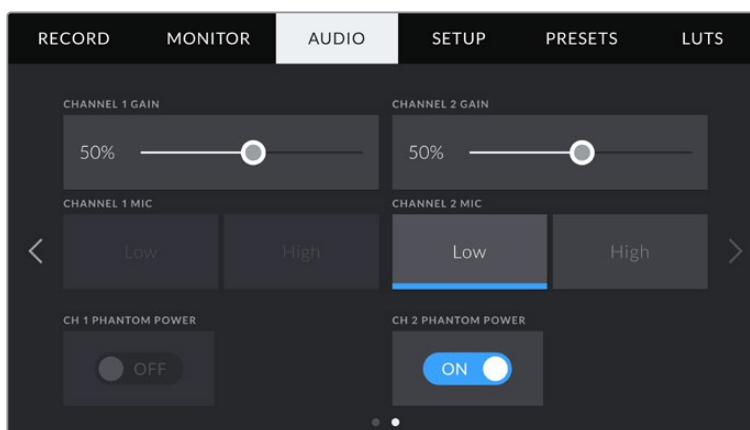 RECORD MONITOR AUDIO SETUP PRESETS LUTS
CHANNEL 1 GAIN CHANNEL 2 GAIN
50% 50%
CHANNEL 1 MIC CHANNEL 2 MIC
Low High Low High
CH 1 PHANTOM POWER CH 2 PHANTOM POWER
OFF ON